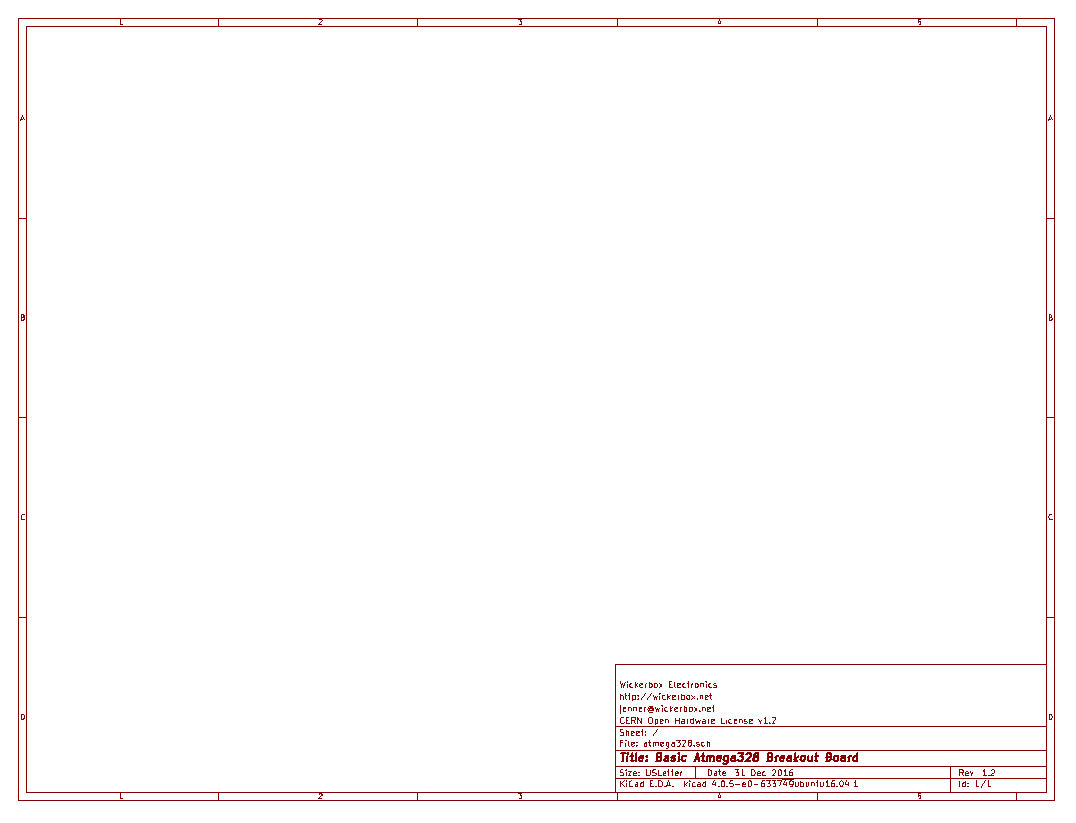 1 2 3 4 5
A A
B B
C C
Wickerbox Electronics
http://wickerbox.net
jenner@wickerbox.net
CERN Open Hardware License v1.2
D D
Sheet: /
File: atmega328.sch
Title: Basic Atmega328 Breakout Board
Size: USLetter Date 31 Dec 2016 Rev 1.2
KiCad E.D.A. kicad 4.0.5-e0-6337~49~ubuntu16.04.1 Id: 1/1
1 2 3 4 5